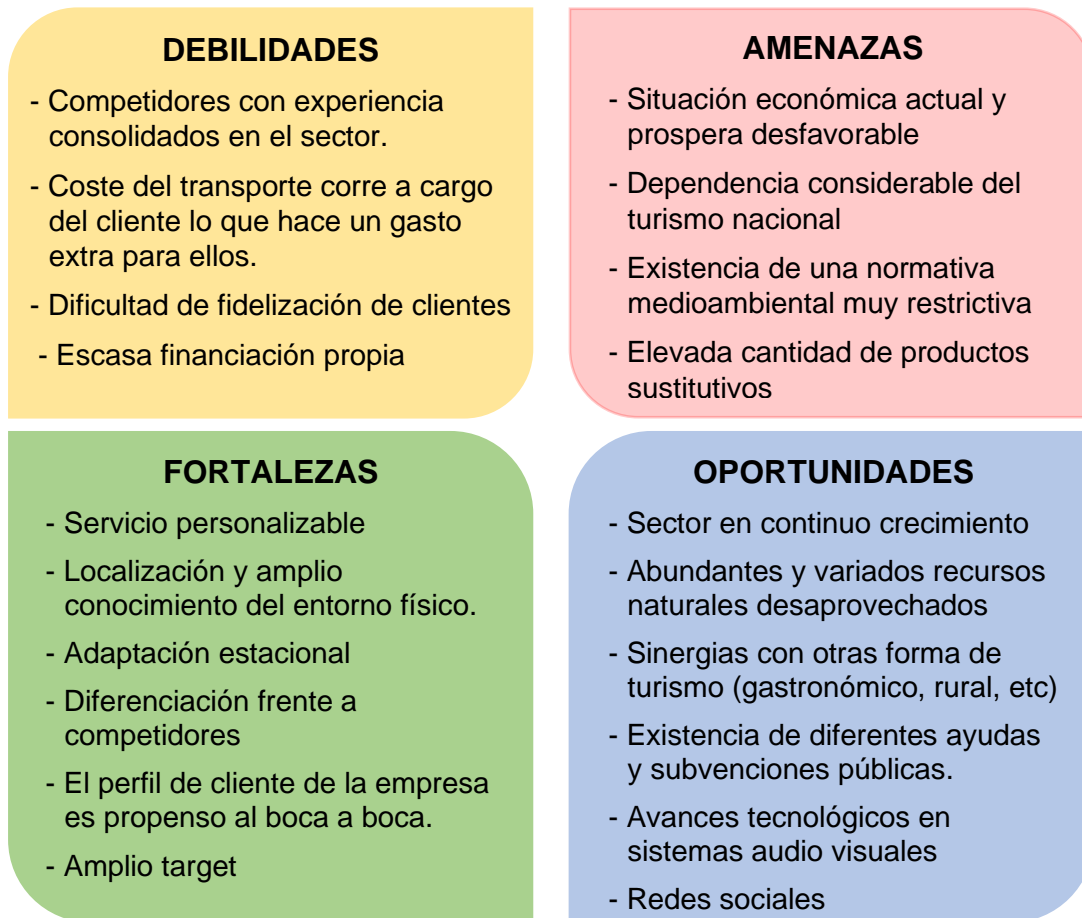 DEBILIDADES
- Competidores con experiencia
consolidados en el sector.
- Coste del transporte corre a cargo
del cliente lo que hace un gasto
extra para ellos.
- Dificultad de fidelización de clientes
- Escasa financiación propia
AMENAZAS
- Situación económica actual y
prospera desfavorable
- Dependencia considerable del
turismo nacional
- Existencia de una normativa
medioambiental muy restrictiva
- Elevada cantidad de productos
sustitutivos
FORTALEZAS
- Servicio personalizable
- Localización y amplio
conocimiento del entorno físico.
- Adaptación estacional
- Diferenciación frente a
competidores
- El perfil de cliente de la empresa
es propenso al boca a boca.
- Amplio target
OPORTUNIDADES
- Sector en continuo crecimiento
- Abundantes y variados recursos
naturales desaprovechados
- Sinergias con otras forma de
turismo (gastronómico, rural, etc)
- Existencia de diferentes ayudas
y subvenciones públicas.
- Avances tecnológicos en
sistemas audio visuales
- Redes sociales